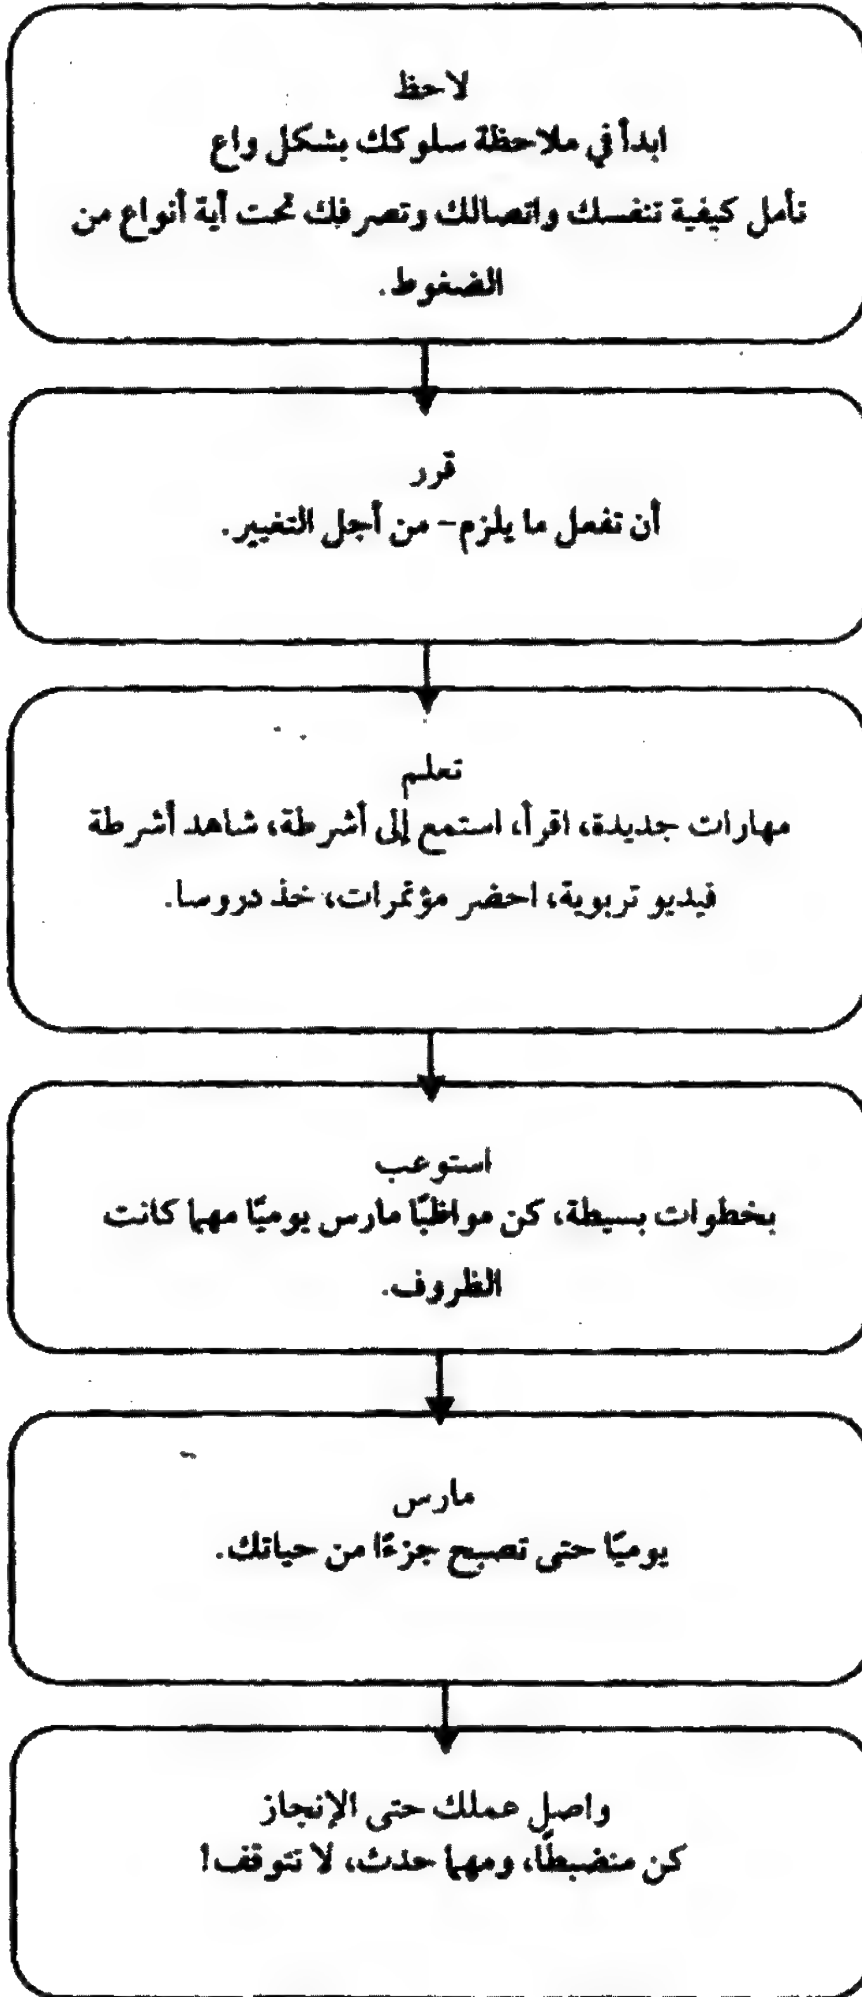 لاحظ
ابدأ في ملاحظة سلوكك بشكل واع
تأمل كيفية تنفسك واتصالك وتصرفك تحت أية أنواع من
الضغوط.
قرر
أن تفعل ما يلزم- من أجل التغيير.
تعلم
مهارات جديدة، اقرأ، استمع إلى أشرطة، شاهد أشرطة
فيديو تربوية، احضر مؤتمرات، خذ دروسا.
استوعب
بخطوات بسيطة، كن مواظبًا مارس يوميًا مهما كانت
الظروف.
مارس
يوميًا حتى تصبح جزءًا من حياتك.
واصل عملك حتى الإنجاز
كن منضبطًا، ومهما حدث، لا تتوقف!